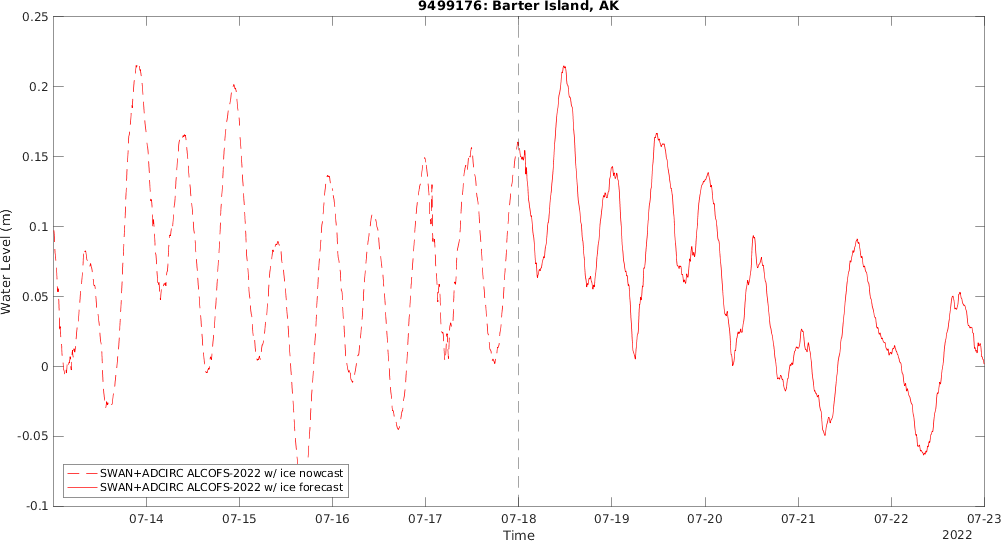 9499176: Barter Island, AK
0.25
0.2
0.15
0.1
0.05
0
-0.05
-0.1
Water Level (m)
SWAN+ADCIRC ALCOFS-2022 w/ ice nowcast
SWAN+ADCIRC ALCOFS-2022 w/ ice forecast
07-14 07-15 07-16 07-17 07-18 07-19 07-20 07-21 07-22 07-23
Time
2022